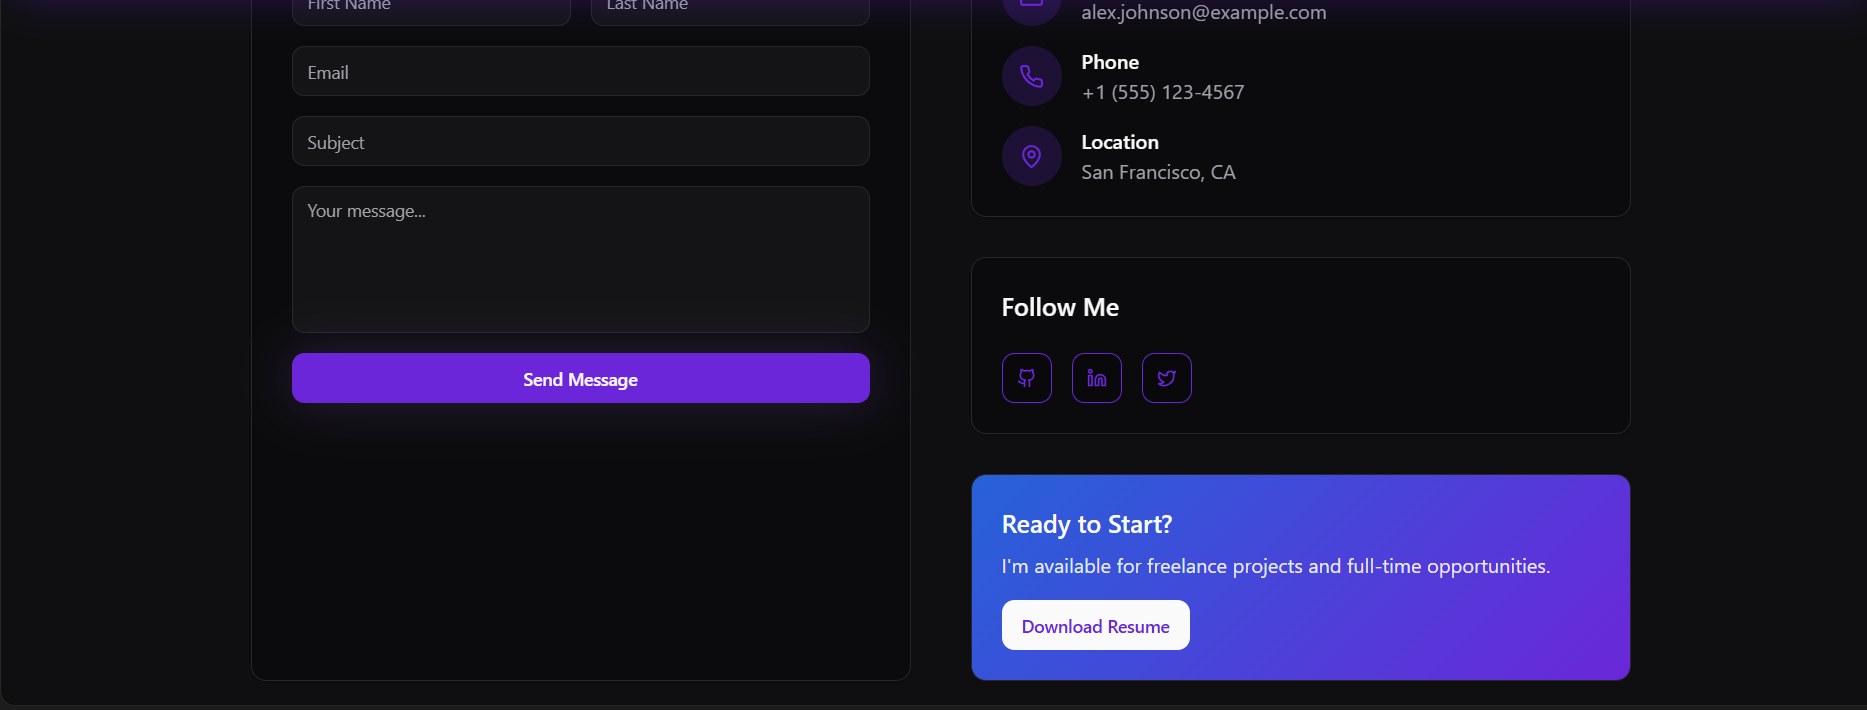 First Name
Last Name
Email
Subject
Your message...
Send Message
alex.johnson@example.com
Phone
+1 (555) 123-4567
Location
San Francisco, CA
Follow Me
Ready to Start?
I'm available for freelance projects and full-time opportunities.
Download Resume